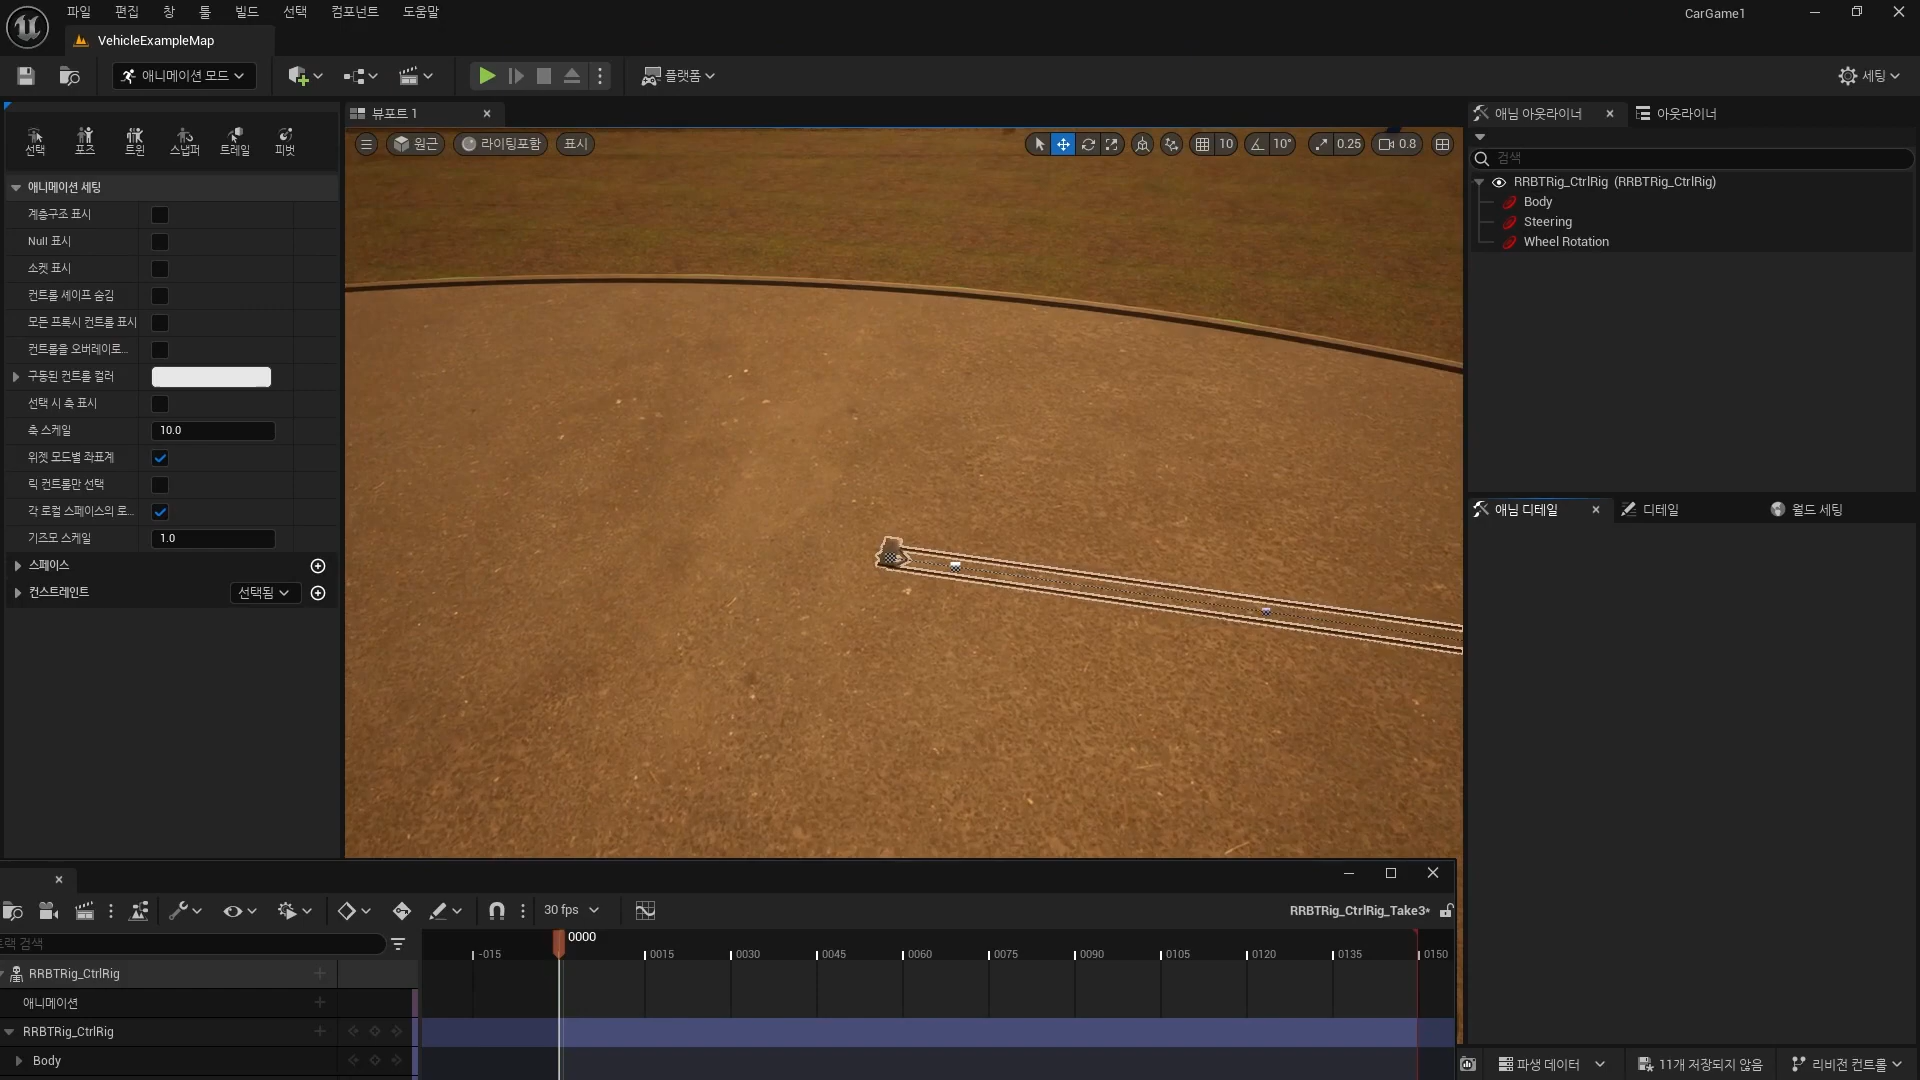 파일 편집 창 툴 빌드 선택 컴포넌트 도움말
CarGame1
VehicleExampleMap
애니메이션 모드
플랫폼
세팅
선택 포즈 트윈 스냅퍼 트레일 피벗
애니메이션 세팅
계층구조 표시
Null 표시
소켓 표시
컨트롤 셰이프 숨김
모든 프록시 컨트롤 표시
컨트롤을 오버레이로...
구동된 컨트롤 컬러
선택 시 축 표시
축 스케일 10.0
위젯 모드별 좌표계
릭 컨트롤만 선택
각 로컬 스페이스의 로...
기즈모 스케일 1.0
스페이스
컨스트레인트 선택됨
뷰포트 1
원근 라이팅포함 표시
10 10° 0.25 0.8
애님 아웃라이너 아웃라이너
검색
RRBTRig_CtrlRig (RRBTRig_CtrlRig)
Body
Steering
Wheel Rotation
애님 디테일 디테일 월드 세팅
30 fps
RRBTRig_CtrlRig_Take3*
트랙 검색
0000
-015 0015 0030 0045 0060 0075 0090 0105 0120 0135 0150
RRBTRig_CtrlRig
애니메이션
RRBTRig_CtrlRig
Body
파생 데이터 11개 저장되지 않음 리비전 컨트롤